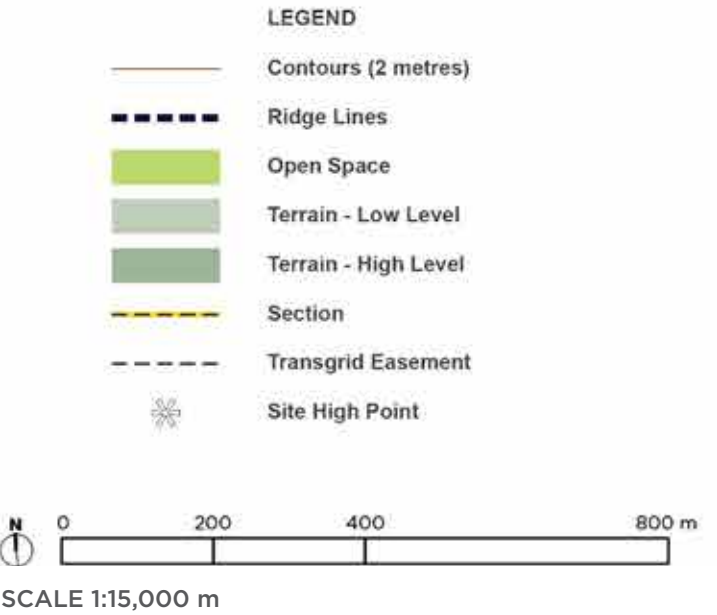 LEGEND
Contours (2 metres)
Ridge Lines
Open Space
Terrain - Low Level
Terrain - High Level
Section
Transgrid Easement
Site High Point
N 0 200 400 800 m
SCALE 1:15,000 m